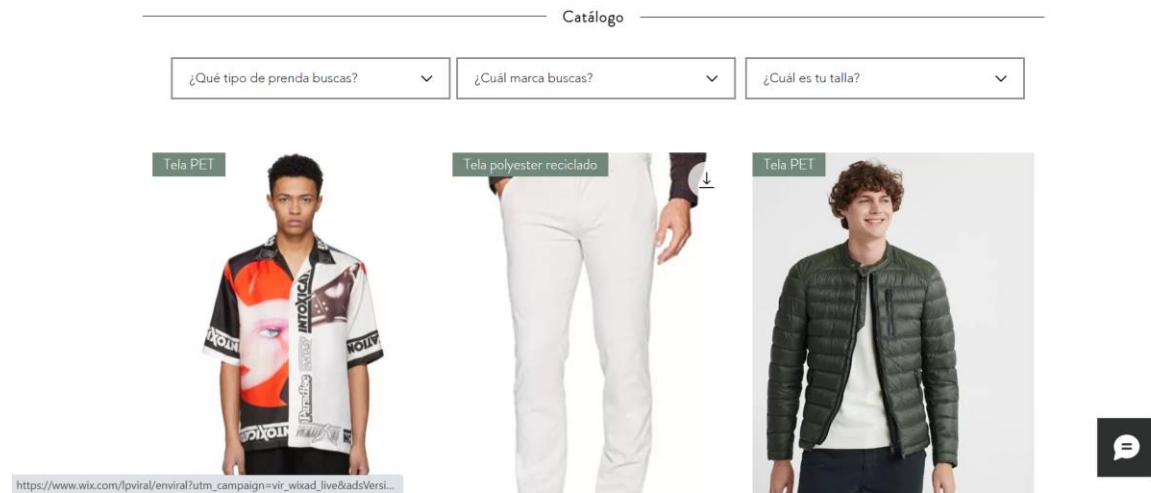 Catálogo
¿Qué tipo de prenda buscas?
¿Cuál marca buscas?
¿Cuál es tu talla?
Tela PET
Tela polyester reciclado
Tela PET
INTOXICA
Paradise
https://www.wix.com/lpviral/enviral?utm_campaign=vir_wixad_live&adsVersi...